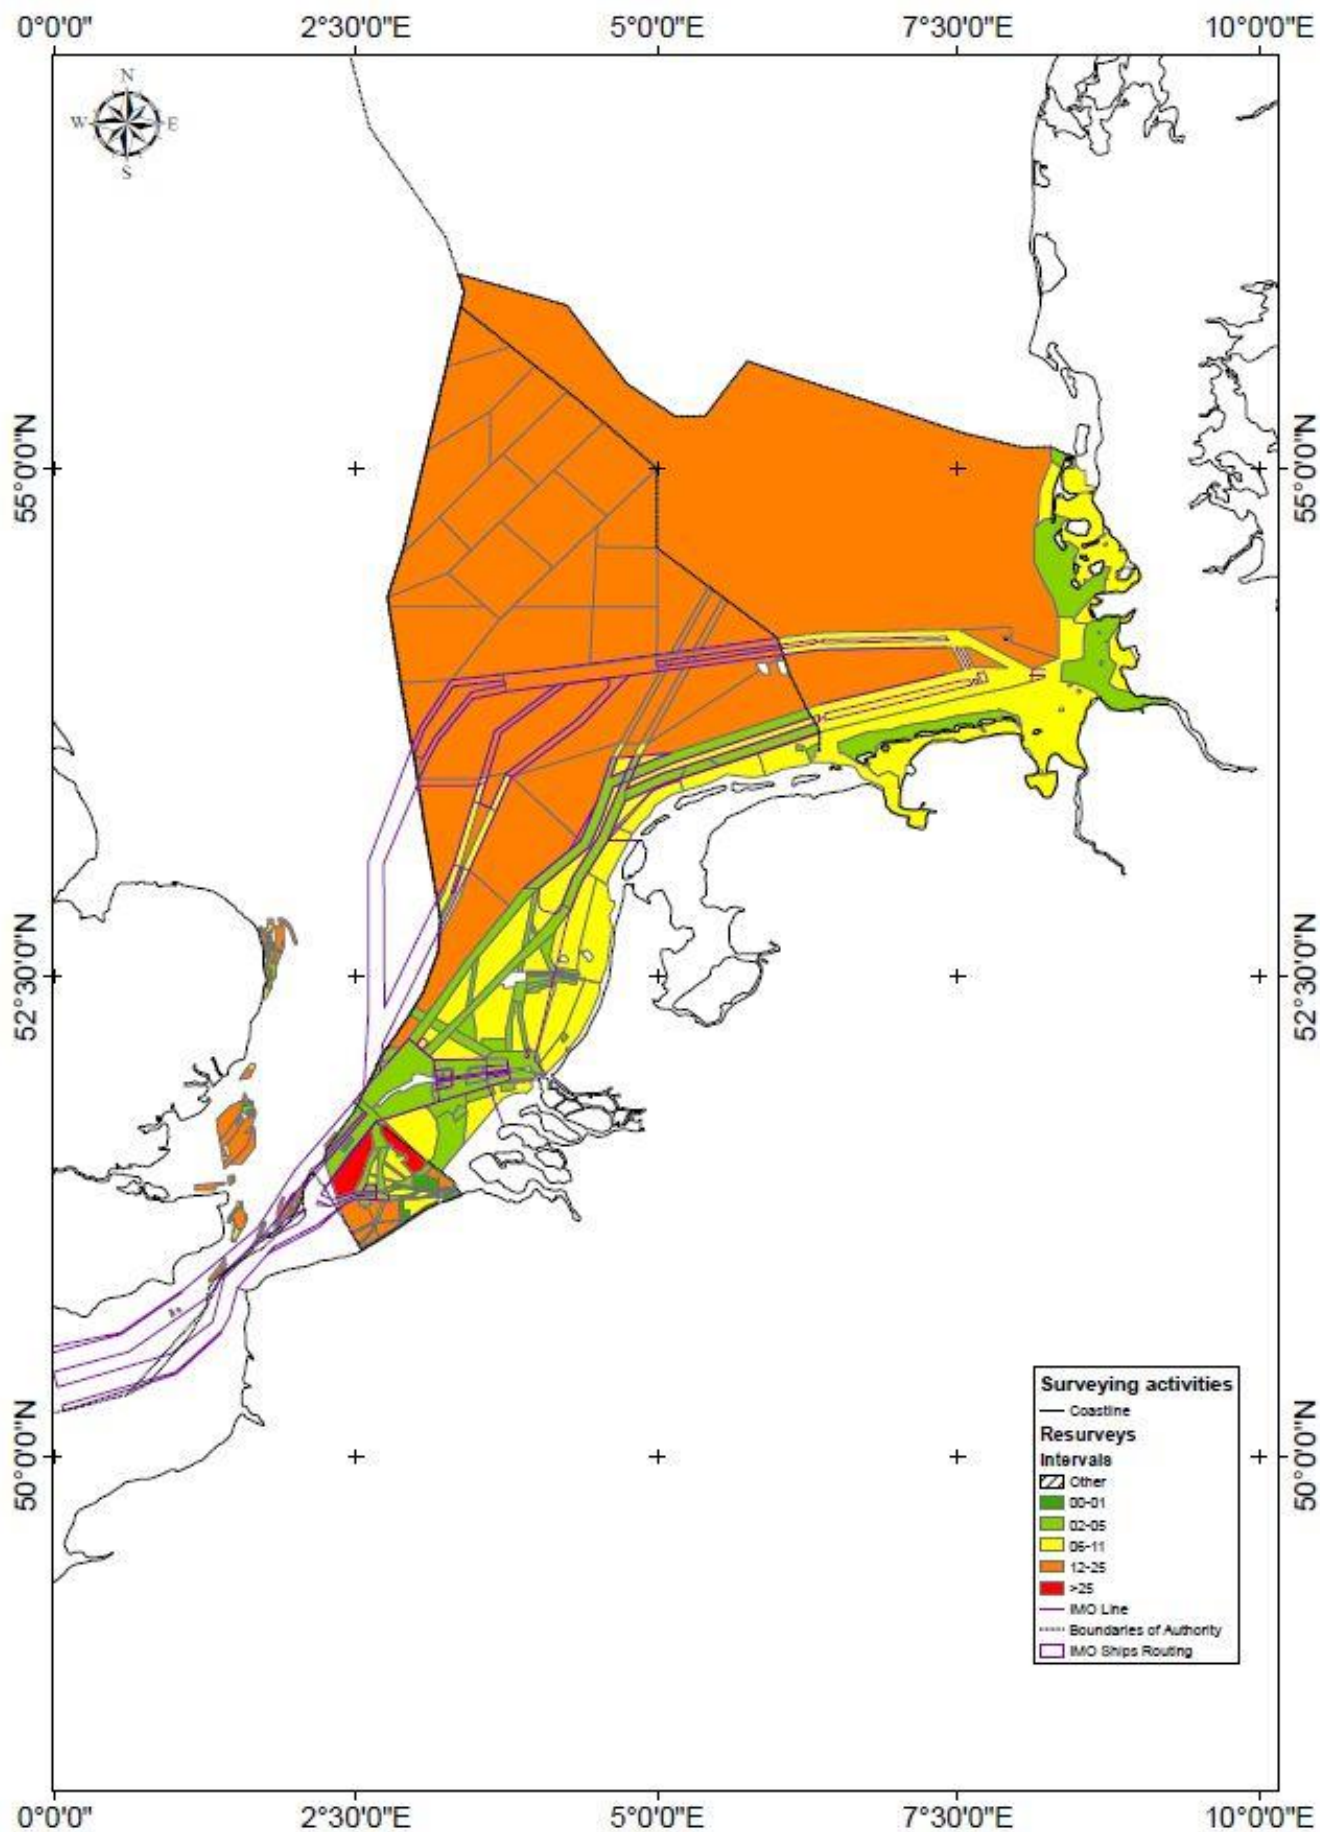 0°0'0" 2°30'0"E 5°0'0"E 7°30'0"E 10°0'0"E
N
W E
S
55°0'0"N 55°0'0"N
52°30'0"N 52°30'0"N
50°0'0"N 50°0'0"N
Surveying activities
Coastline
Resurveys
Intervals
Other
00-01
02-05
06-11
12-25
>25
IMO Line
Boundaries of Authority
IMO Ships Routing
0°0'0" 2°30'0"E 5°0'0"E 7°30'0"E 10°0'0"E